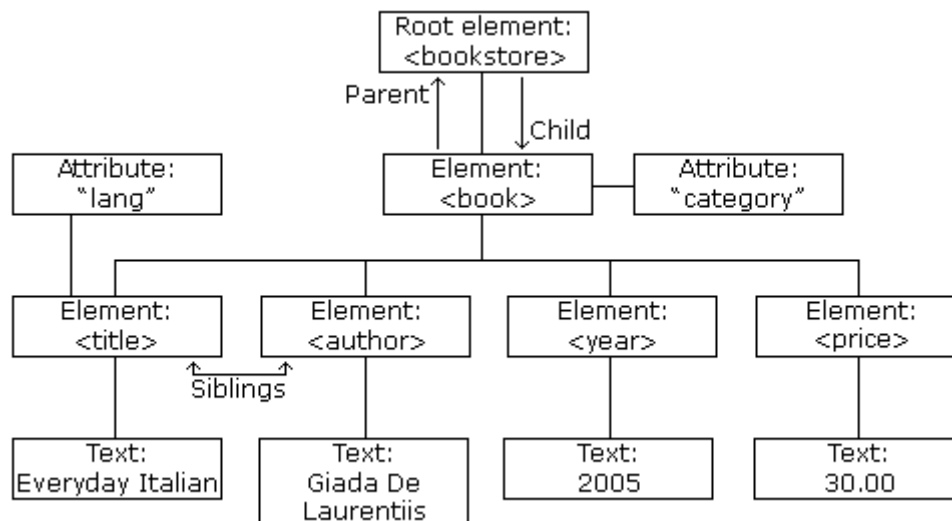 Root element:
<bookstore>
Parent
Child
Attribute:
“lang”
Element:
<book>
Attribute:
“category”
Element:
<title>
Element:
<author>
Element:
<year>
Element:
<price>
Siblings
Text:
Everyday Italian
Text:
Giada De
Laurentiis
Text:
2005
Text:
30.00